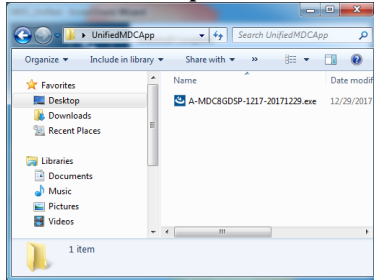 UnifiedMDCApp
Search UnifiedMDCApp
Organize
Include in library
Share with
»
Favorites
Desktop
Downloads
Recent Places
Libraries
Documents
Music
Pictures
Videos
Name
Date modif
A-MDC8GDSP-1217-20171229.exe
12/29/2017
1 item